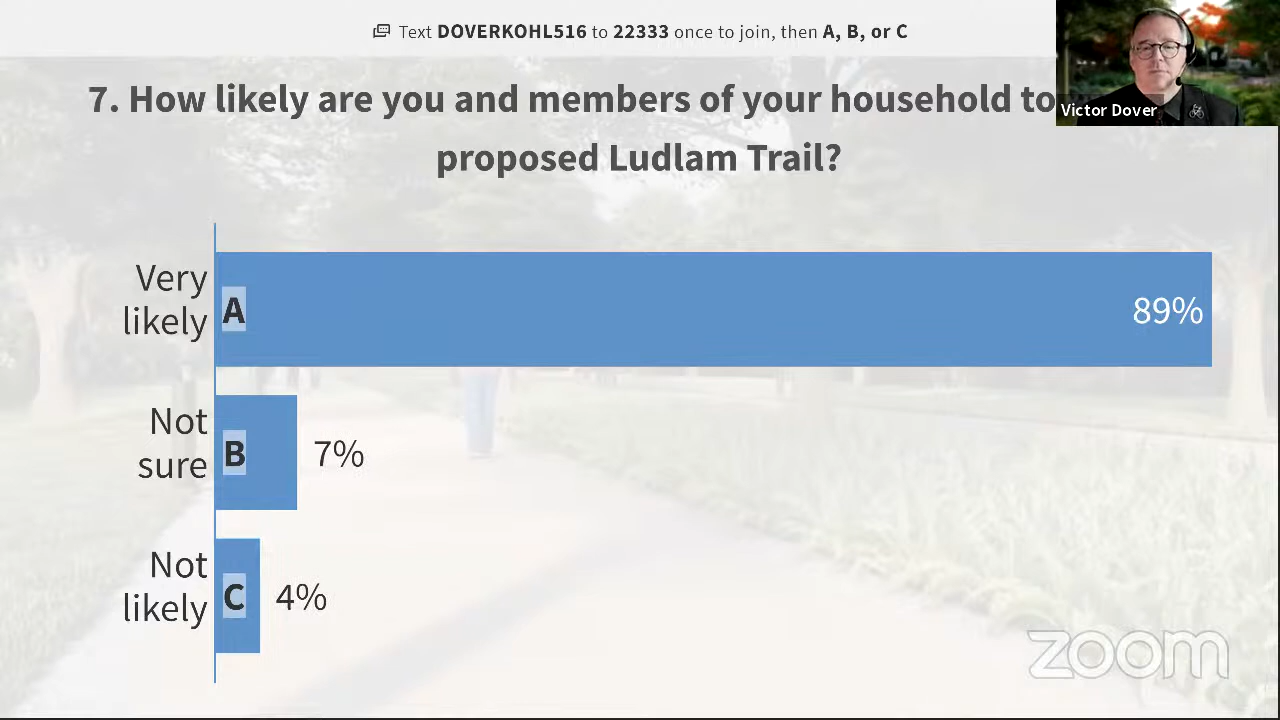 Text DOVERKOHL516 to 22333 once to join, then A, B, or C
7. How likely are you and members of your household to
proposed Ludlam Trail?
Victor Dover
Very
likely
A
89%
Not
sure
B
7%
Not
likely
C
4%
zoom